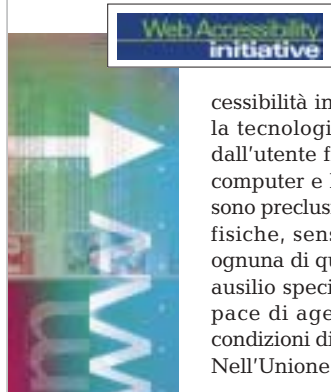 Web Accessibility
initiative
cessibilità in
la tecnologi
dall'utente f
computer e
sono preclus
fisiche, sens
ognuna di qu
ausilio speci
pace di age
condizioni di
Nell'Unione
www